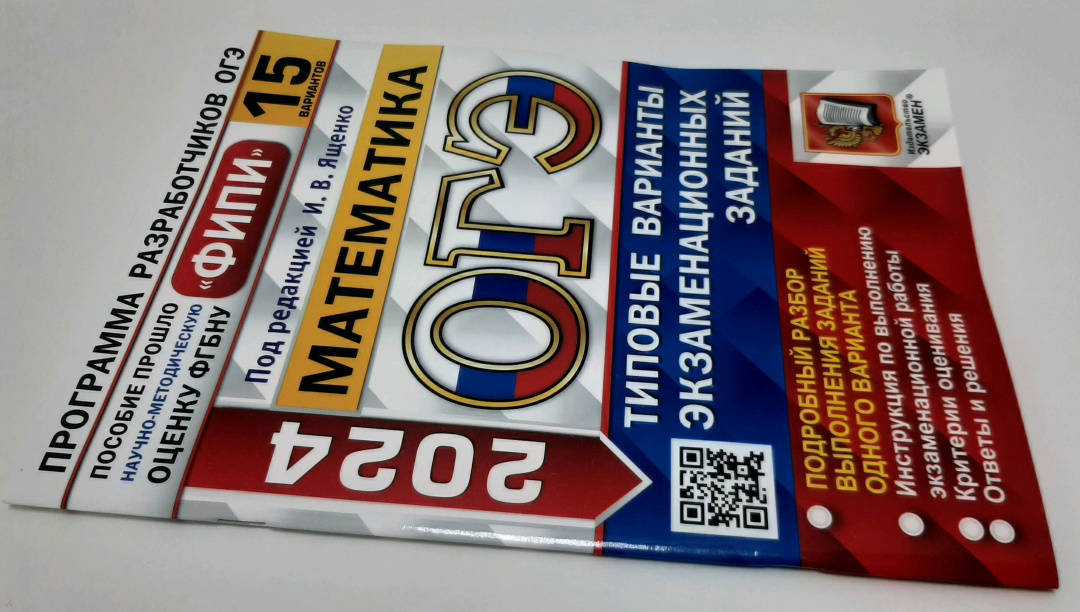 ПРОГРАММА РАЗРАБОТЧИКОВ ОГЭ
ПОСОБИЕ ПРОШЛО
НАУЧНО-МЕТОДИЧЕСКУЮ
ОЦЕНКУ ФГБНУ
«ФИПИ»
15
ВАРИАНТОВ
Под редакцией И. В. Ященко
МАТЕМАТИКА
2024
ОГЭ
ТИПОВЫЕ ВАРИАНТЫ
ЭКЗАМЕНАЦИОННЫХ
ЗАДАНИЙ
ПОДРОБНЫЙ РАЗБОР
ВЫПОЛНЕНИЯ ЗАДАНИЙ
ОДНОГО ВАРИАНТА
Инструкция по выполнению
экзаменационной работы
Критерии оценивания
Ответы и решения
Издательство
ЭКЗАМЕН®